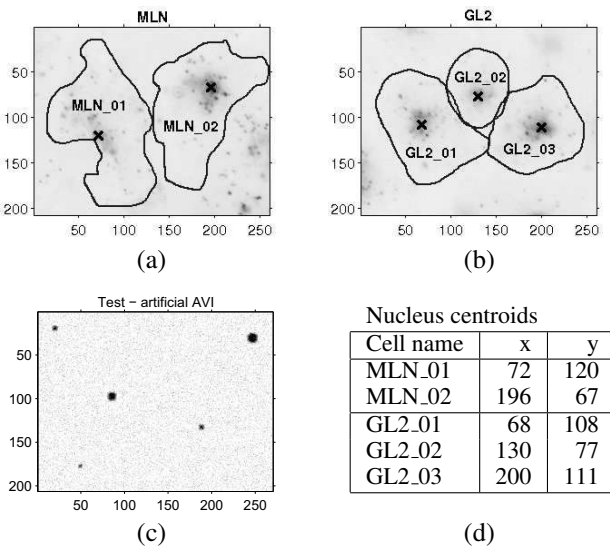 MLN
50
100
150
200
MLN_01
MLN_02
50 100 150 200 250
(a)
GL2
50
100
150
200
GL2_02
GL2_01
GL2_03
50 100 150 200 250
(b)
Test – artificial AVI
50
100
150
200
50 100 150 200 250
(c)
Nucleus centroids
Cell name x y
MLN_01 72 120
MLN_02 196 67
GL2_01 68 108
GL2_02 130 77
GL2_03 200 111
(d)